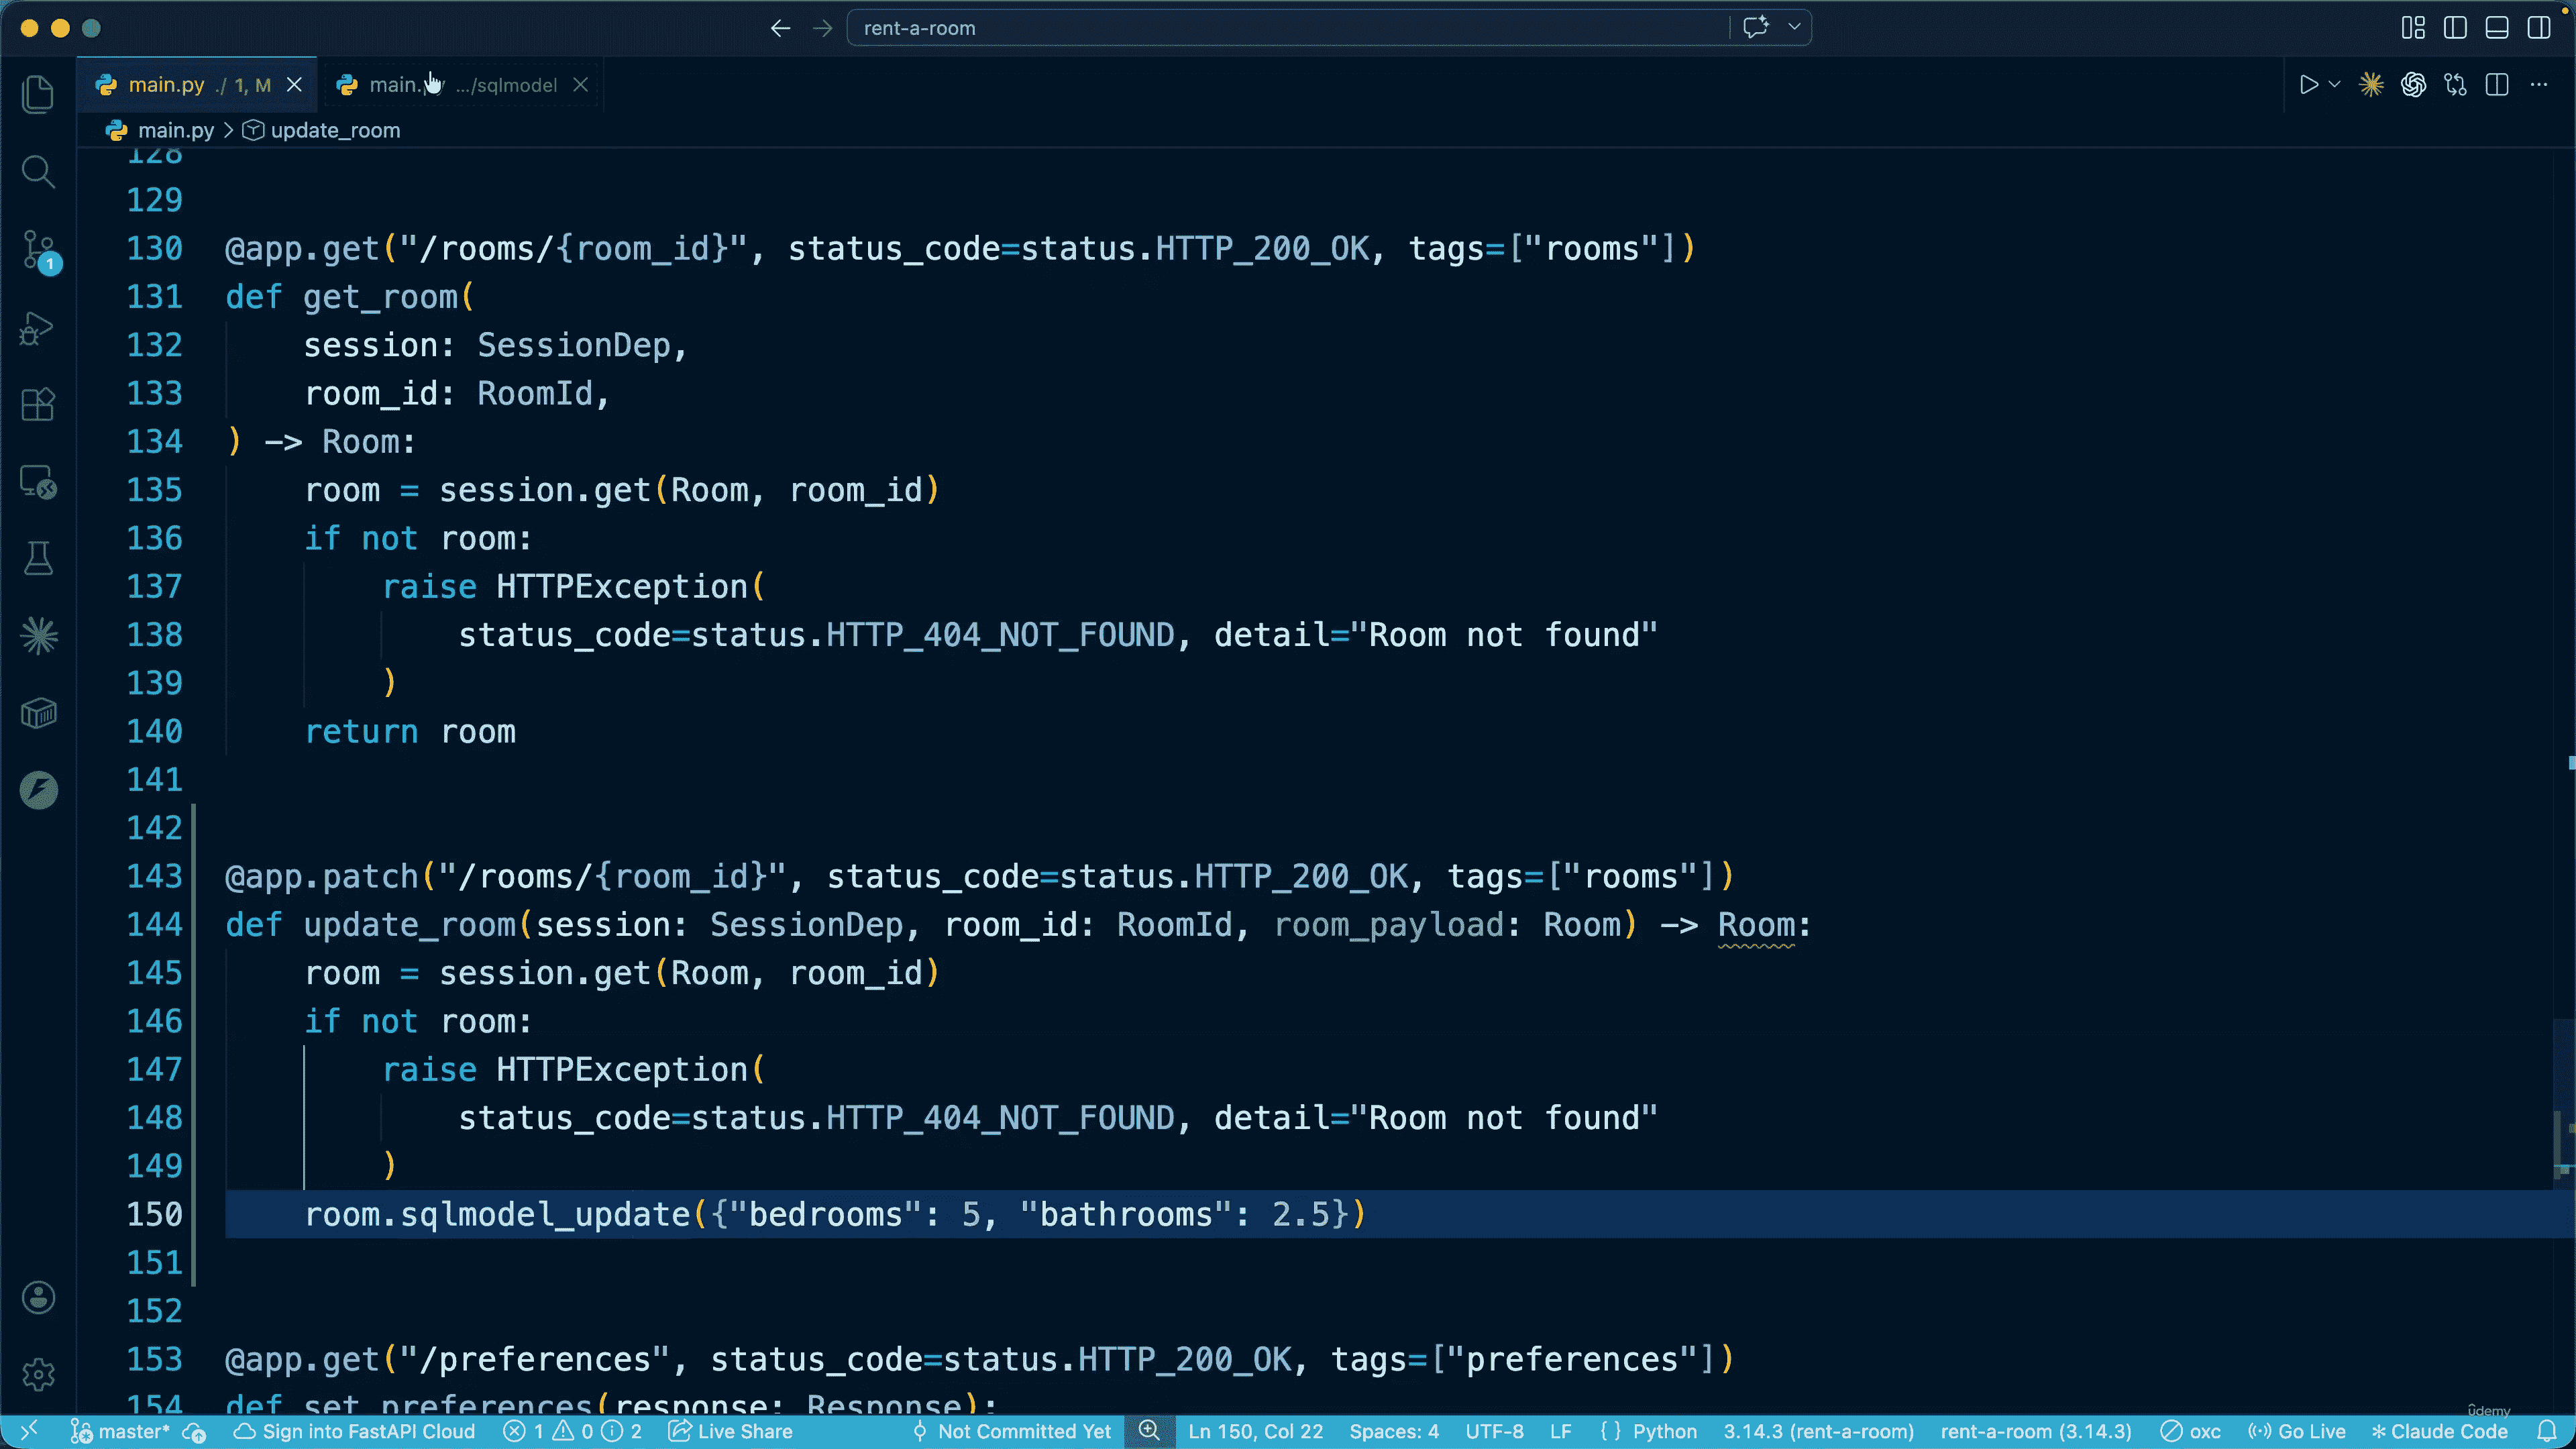 rent-a-room
main.py ./ 1, M
main.py .../sqlmodel
main.py > update_room
128
129
130 @app.get("/rooms/{room_id}", status_code=status.HTTP_200_OK, tags=["rooms"])
131 def get_room(
132 session: SessionDep,
133 room_id: RoomId,
134 ) -> Room:
135 room = session.get(Room, room_id)
136 if not room:
137 raise HTTPException(
138 status_code=status.HTTP_404_NOT_FOUND, detail="Room not found"
139 )
140 return room
141
142
143 @app.patch("/rooms/{room_id}", status_code=status.HTTP_200_OK, tags=["rooms"])
144 def update_room(session: SessionDep, room_id: RoomId, room_payload: Room) -> Room:
145 room = session.get(Room, room_id)
146 if not room:
147 raise HTTPException(
148 status_code=status.HTTP_404_NOT_FOUND, detail="Room not found"
149 )
150 room.sqlmodel_update({"bedrooms": 5, "bathrooms": 2.5})
151
152
153 @app.get("/preferences", status_code=status.HTTP_200_OK, tags=["preferences"])
154 def set_preferences(response: Response):
1
udemy
master* Sign into FastAPI Cloud 1 0 2 Live Share Not Committed Yet Ln 150, Col 22 Spaces: 4 UTF-8 LF { } Python 3.14.3 (rent-a-room) rent-a-room (3.14.3) oxc Go Live Claude Code